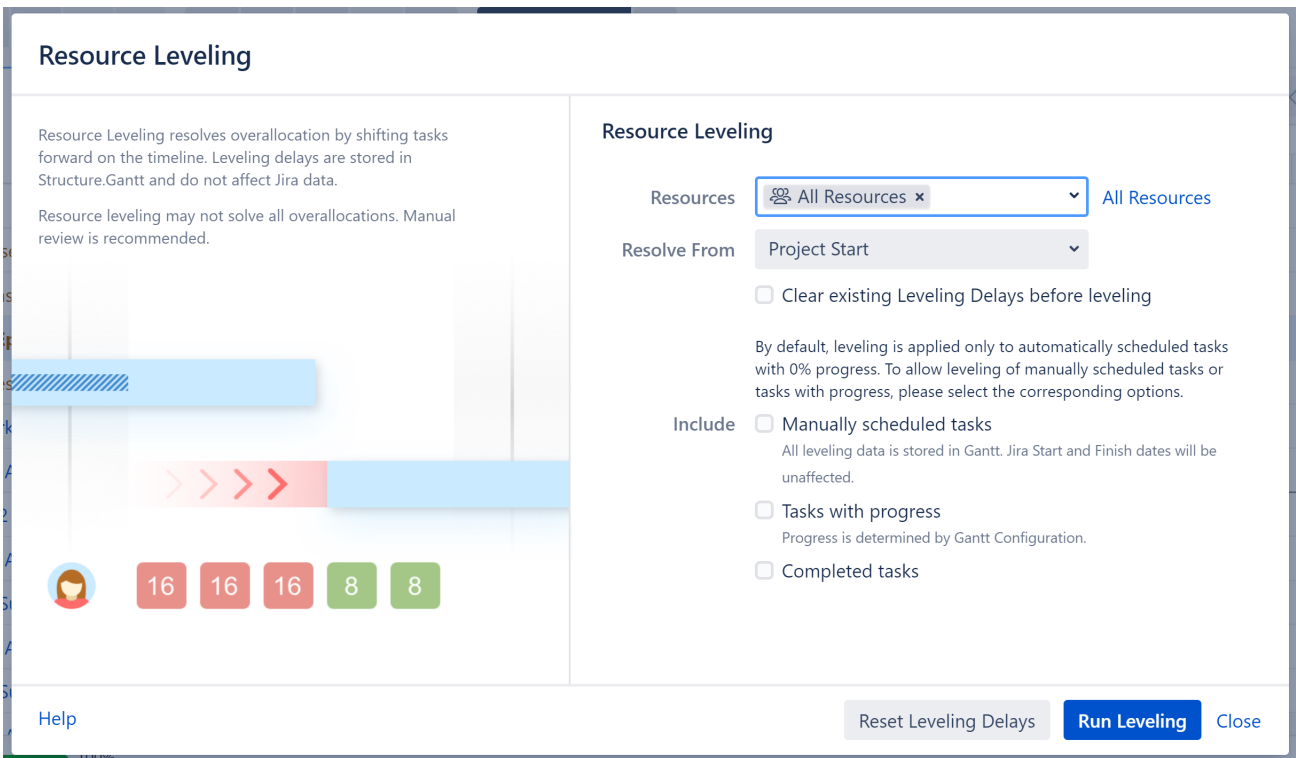 Resource Leveling
Resource Leveling resolves overallocation by shifting tasks
forward on the timeline. Leveling delays are stored in
Structure.Gantt and do not affect Jira data.
Resource leveling may not solve all overallocations. Manual
review is recommended.
16 16 16 8 8
Resource Leveling
Resources All Resources × All Resources
Resolve From Project Start
Clear existing Leveling Delays before leveling
By default, leveling is applied only to automatically scheduled tasks
with 0% progress. To allow leveling of manually scheduled tasks or
tasks with progress, please select the corresponding options.
Include Manually scheduled tasks
All leveling data is stored in Gantt. Jira Start and Finish dates will be
unaffected.
Tasks with progress
Progress is determined by Gantt Configuration.
Completed tasks
Help Reset Leveling Delays Run Leveling Close